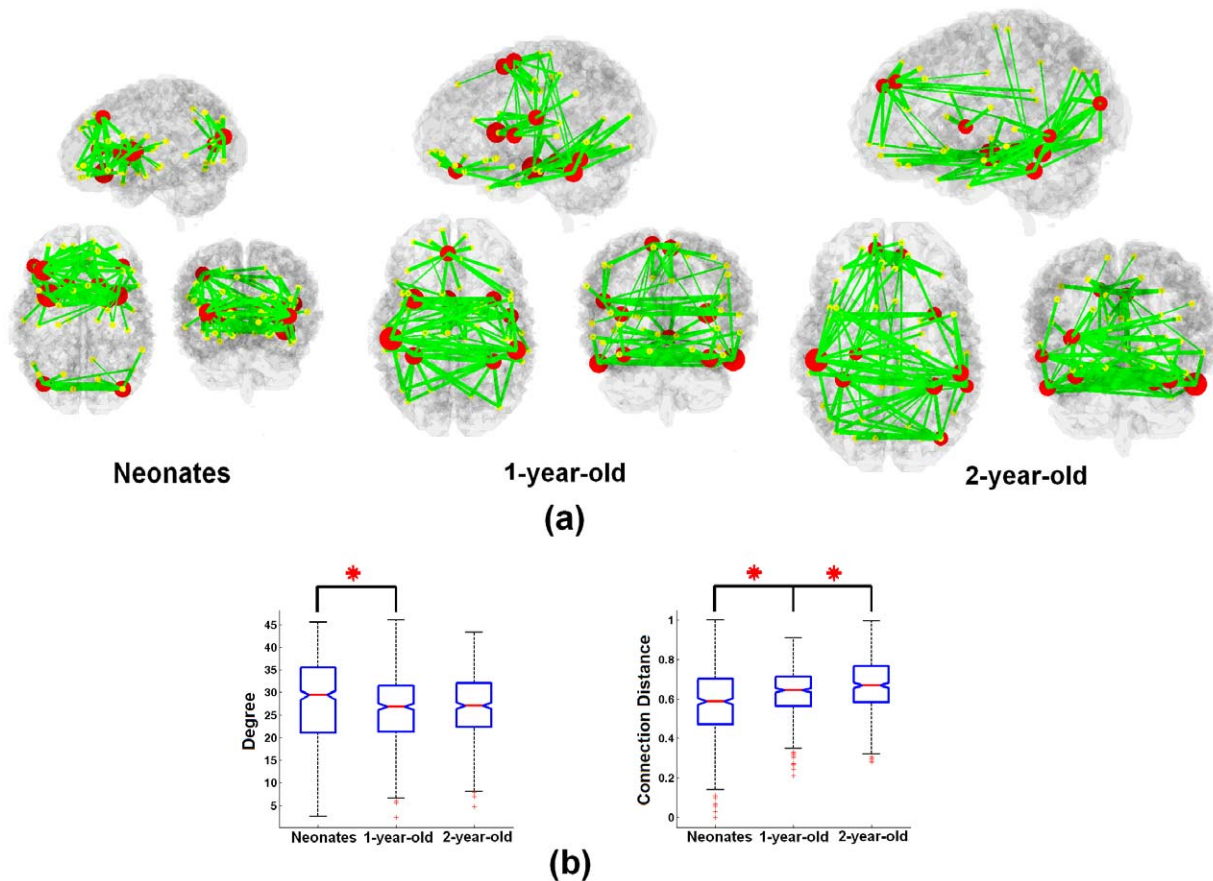 Neonates
1-year-old
2-year-old
(a)
*
* *
Degree
45
40
35
30
25
20
15
10
5
Neonates 1-year-old 2-year-old
Connection Distance
1
0.8
0.6
0.4
0.2
0
Neonates 1-year-old 2-year-old
(b)